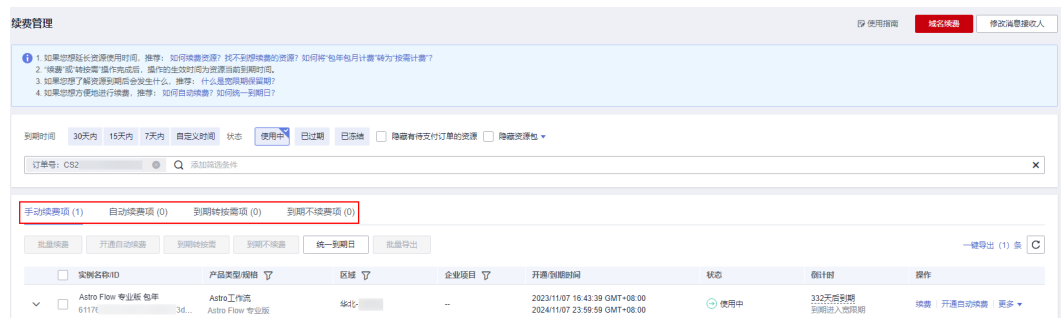 续费管理
使用指南 域名续费 修改消息接收人
1. 如果您想延长资源使用时间，推荐： 如何续费资源？找不到想续费的资源？如何将“包年包月计费”转为“按需计费”？
2. “续费”或“转按需”操作完成后，操作的生效时间为资源当前到期时间。
3. 如果您想了解资源到期后会发生什么，推荐： 什么是宽限期保留期？
4. 如果您想方便地进行续费，推荐： 如何自动续费？如何统一到期日？
到期时间 30天内 15天内 7天内 自定义时间 状态 使用中 已过期 已冻结 隐藏有待支付订单的资源 隐藏资源包
订单号：CS2 添加筛选条件
手动续费项 (1) 自动续费项 (0) 到期转按需项 (0) 到期不续费项 (0)
批量续费 开通自动续费 到期转按需 到期不续费 统一到期日 批量导出 一键导出（1）条
实例名称/ID 产品类型/规格 区域 企业项目 开通/到期时间 状态 倒计时 操作
Astro Flow 专业版 包年 Astro工作流 华北- -- 2023/11/07 16:43:39 GMT+08:00 使用中 332天后到期 续费 开通自动续费 更多
6117 3d... Astro Flow 专业版 2024/11/07 23:59:59 GMT+08:00 到期进入宽限期